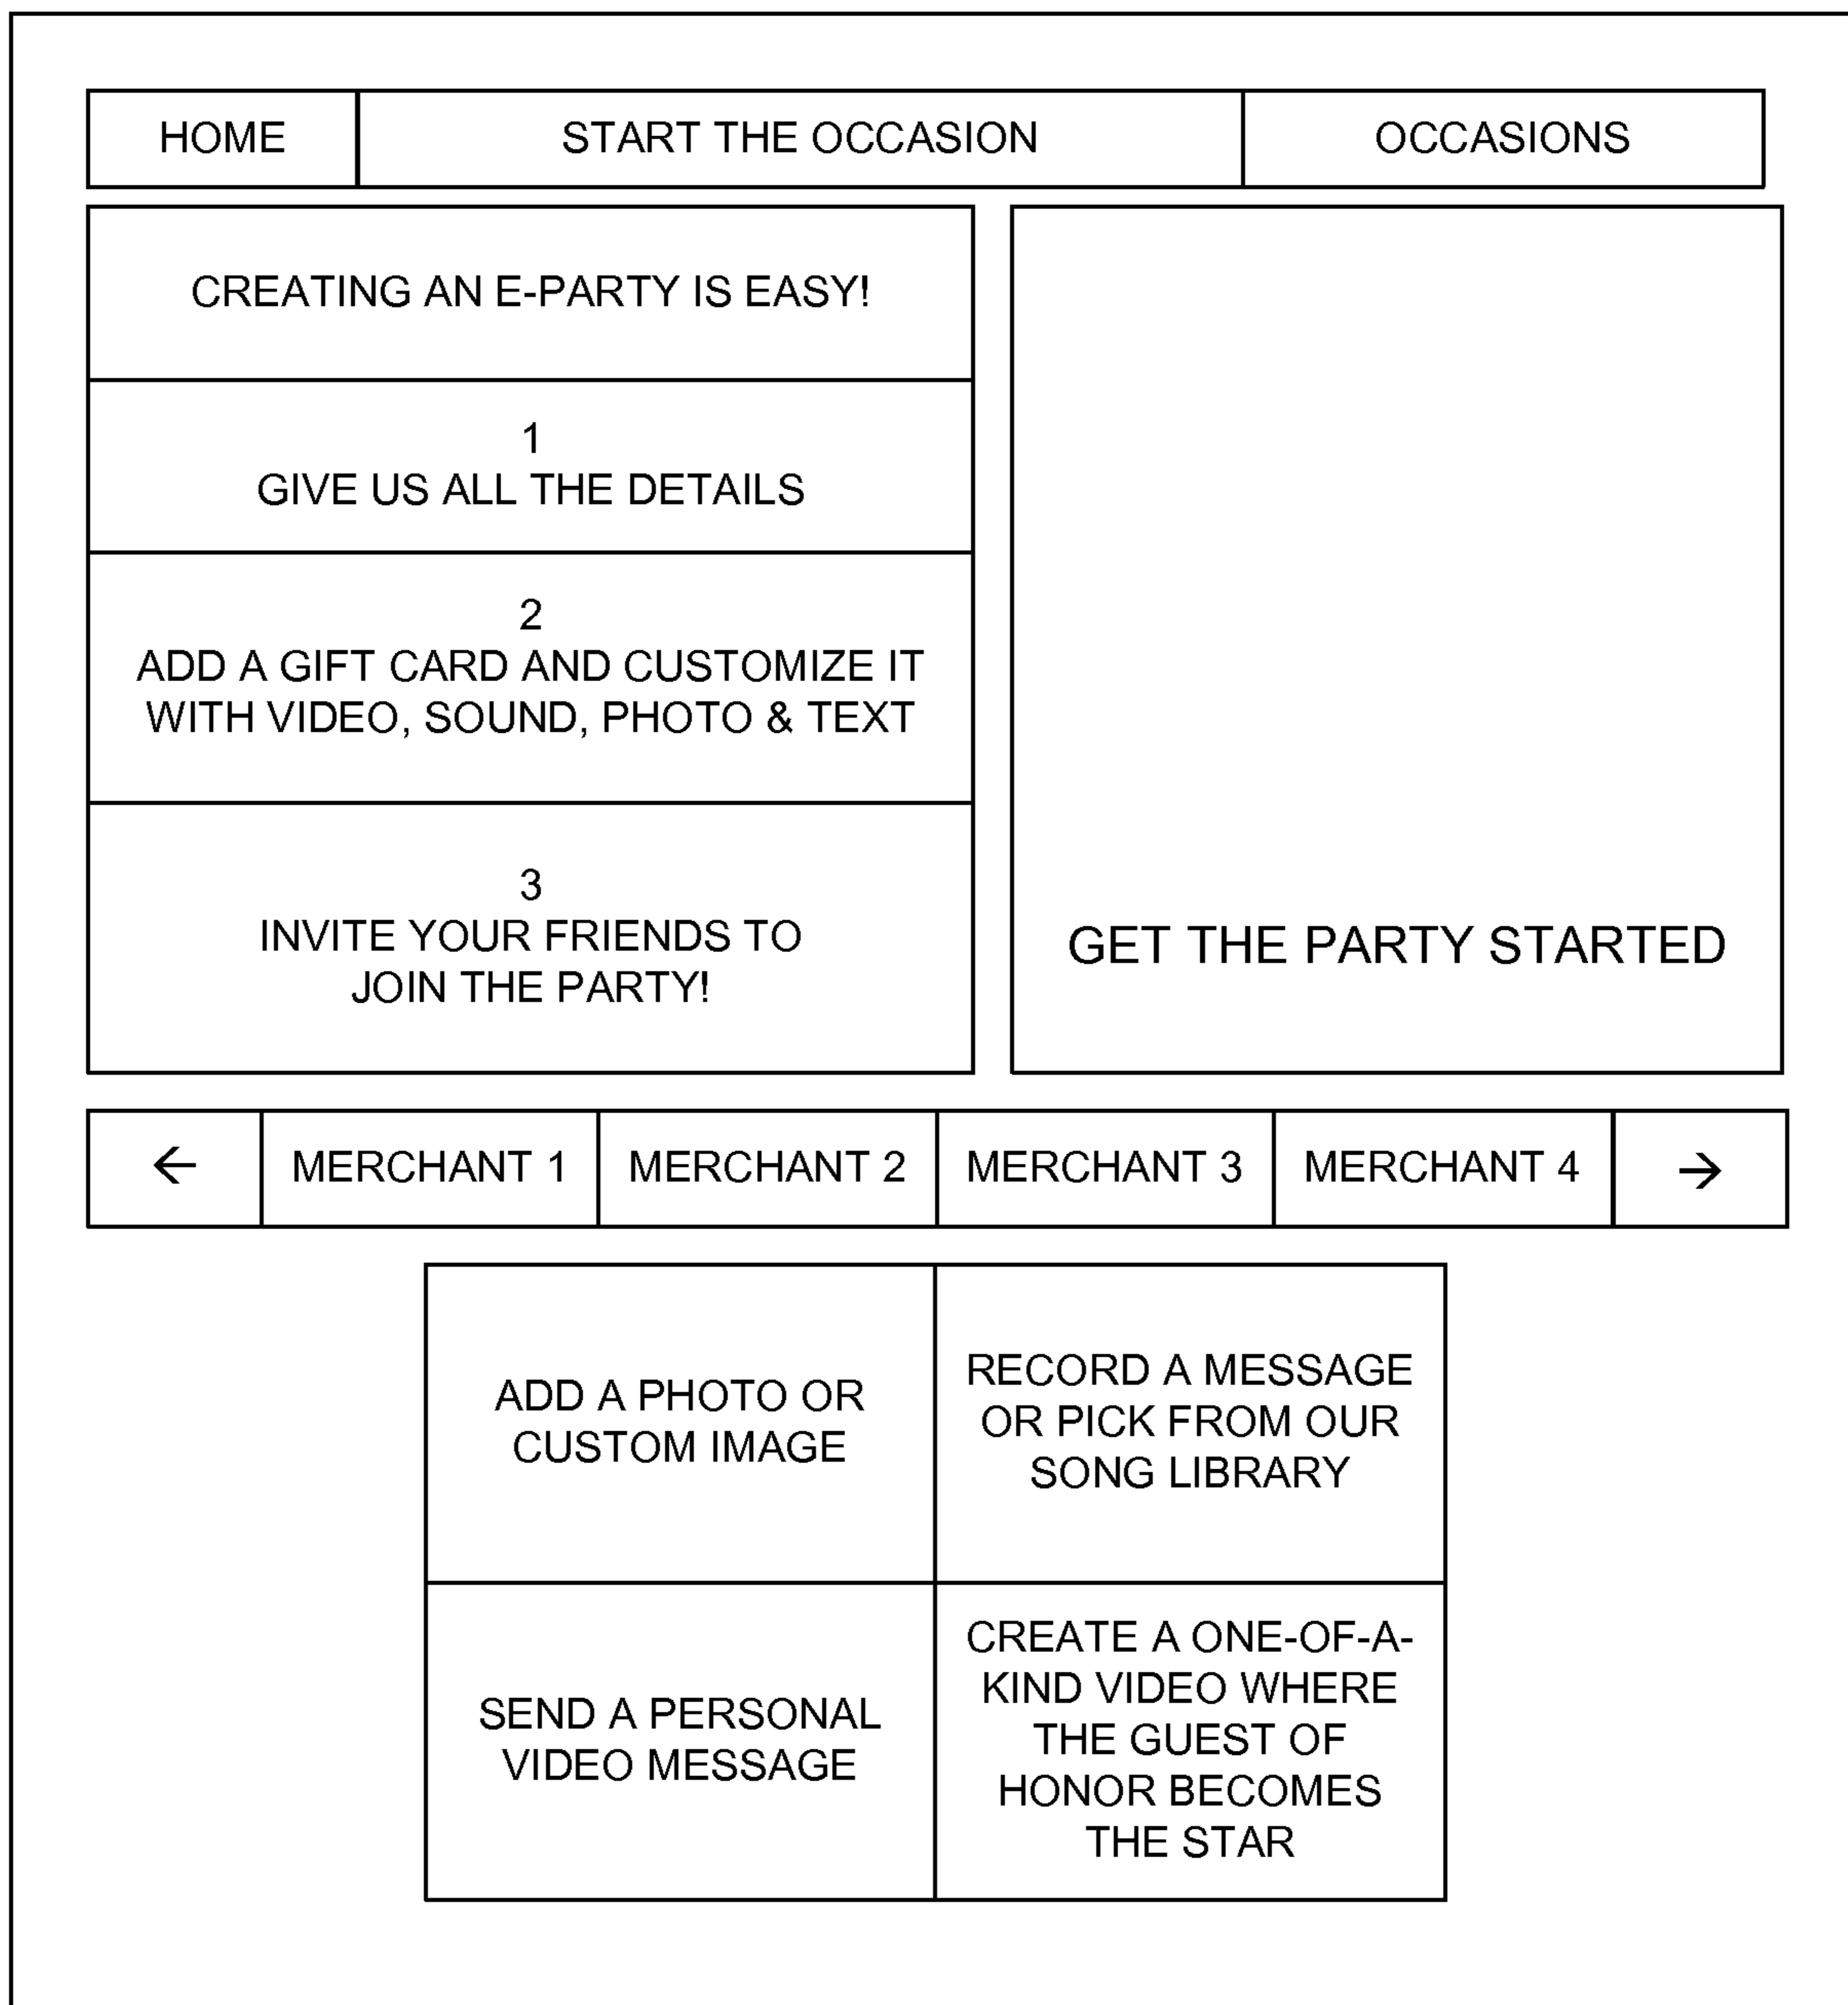 HOME
START THE OCCASION
OCCASIONS
CREATING AN E-PARTY IS EASY!
1
GIVE US ALL THE DETAILS
2
ADD A GIFT CARD AND CUSTOMIZE IT
WITH VIDEO, SOUND, PHOTO & TEXT
3
INVITE YOUR FRIENDS TO
JOIN THE PARTY!
GET THE PARTY STARTED
←
MERCHANT 1
MERCHANT 2
MERCHANT 3
MERCHANT 4
→
ADD A PHOTO OR
CUSTOM IMAGE
RECORD A MESSAGE
OR PICK FROM OUR
SONG LIBRARY
SEND A PERSONAL
VIDEO MESSAGE
CREATE A ONE-OF-A-
KIND VIDEO WHERE
THE GUEST OF
HONOR BECOMES
THE STAR